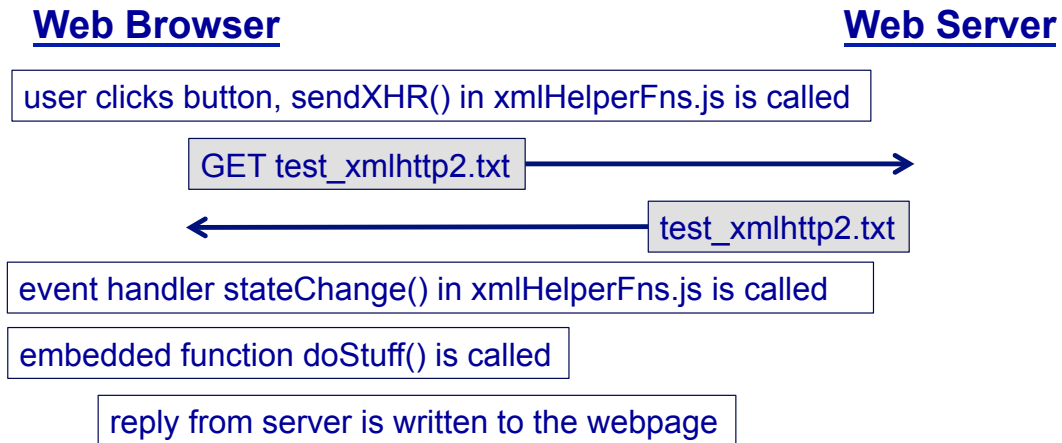 Web Browser
Web Server
user clicks button, sendXHR() in xmlHelperFns.js is called
GET test_xmlhttp2.txt
test_xmlhttp2.txt
event handler stateChange() in xmlHelperFns.js is called
embedded function doStuff() is called
reply from server is written to the webpage